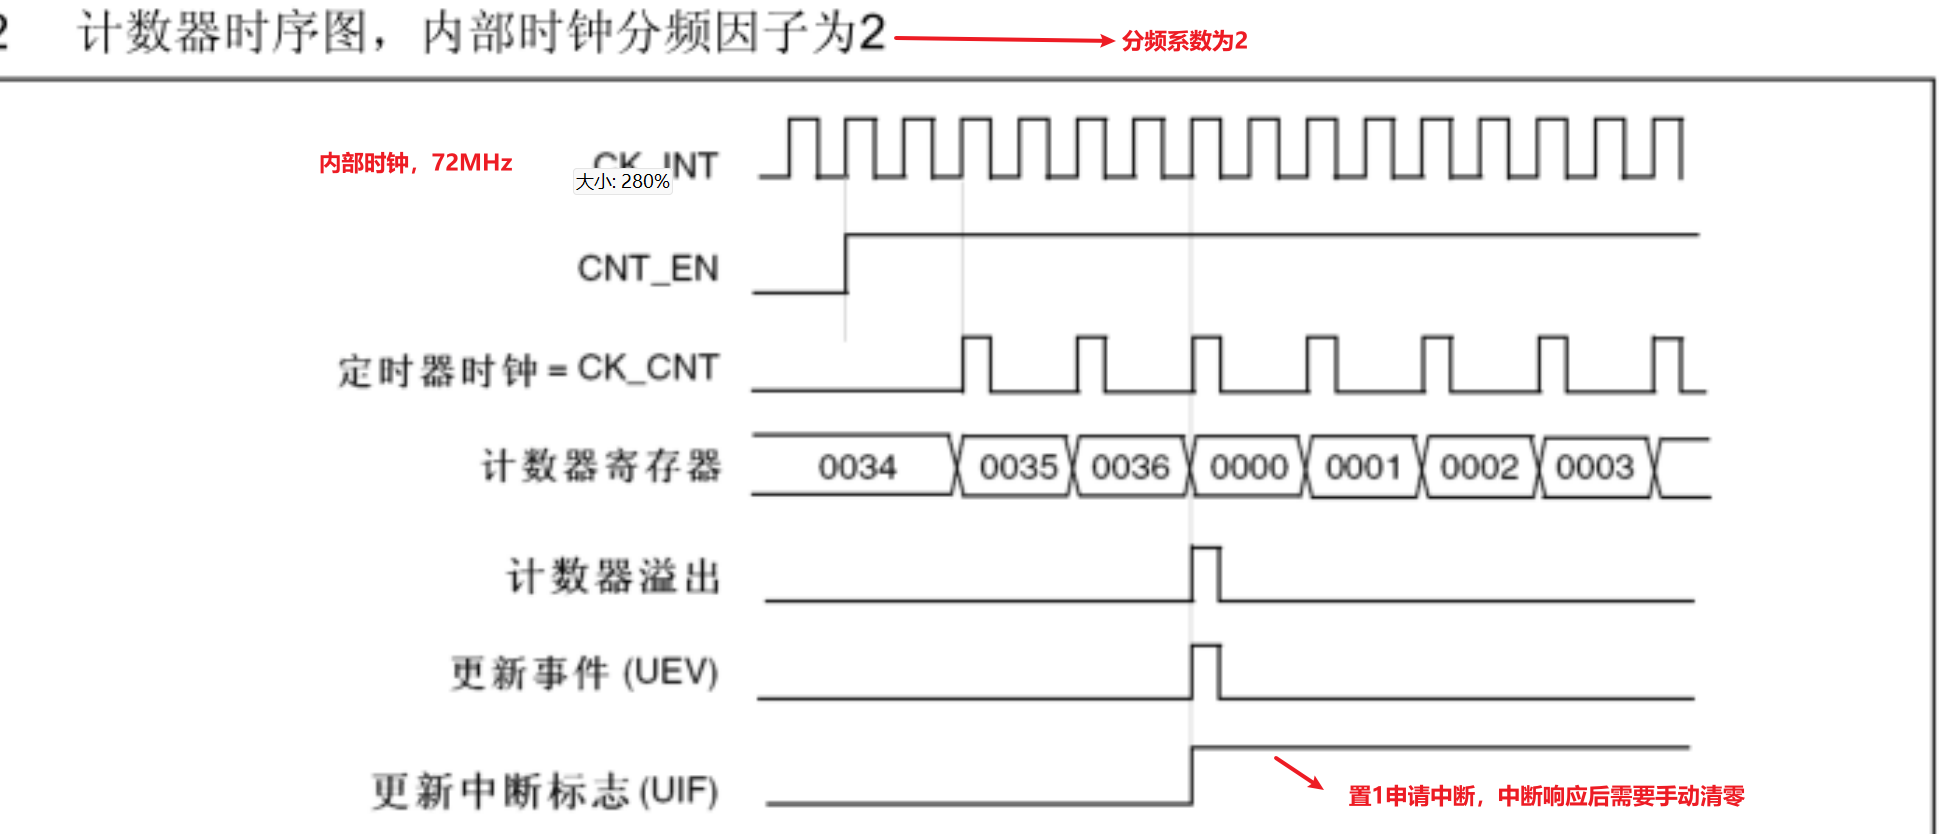 2 计数器时序图，内部时钟分频因子为2
分频系数为2
内部时钟，72MHz
CK_INT
大小: 280%
CNT_EN
定时器时钟 = CK_CNT
计数器寄存器
0034 0035 0036 0000 0001 0002 0003
计数器溢出
更新事件 (UEV)
更新中断标志 (UIF)
置1申请中断，中断响应后需要手动清零